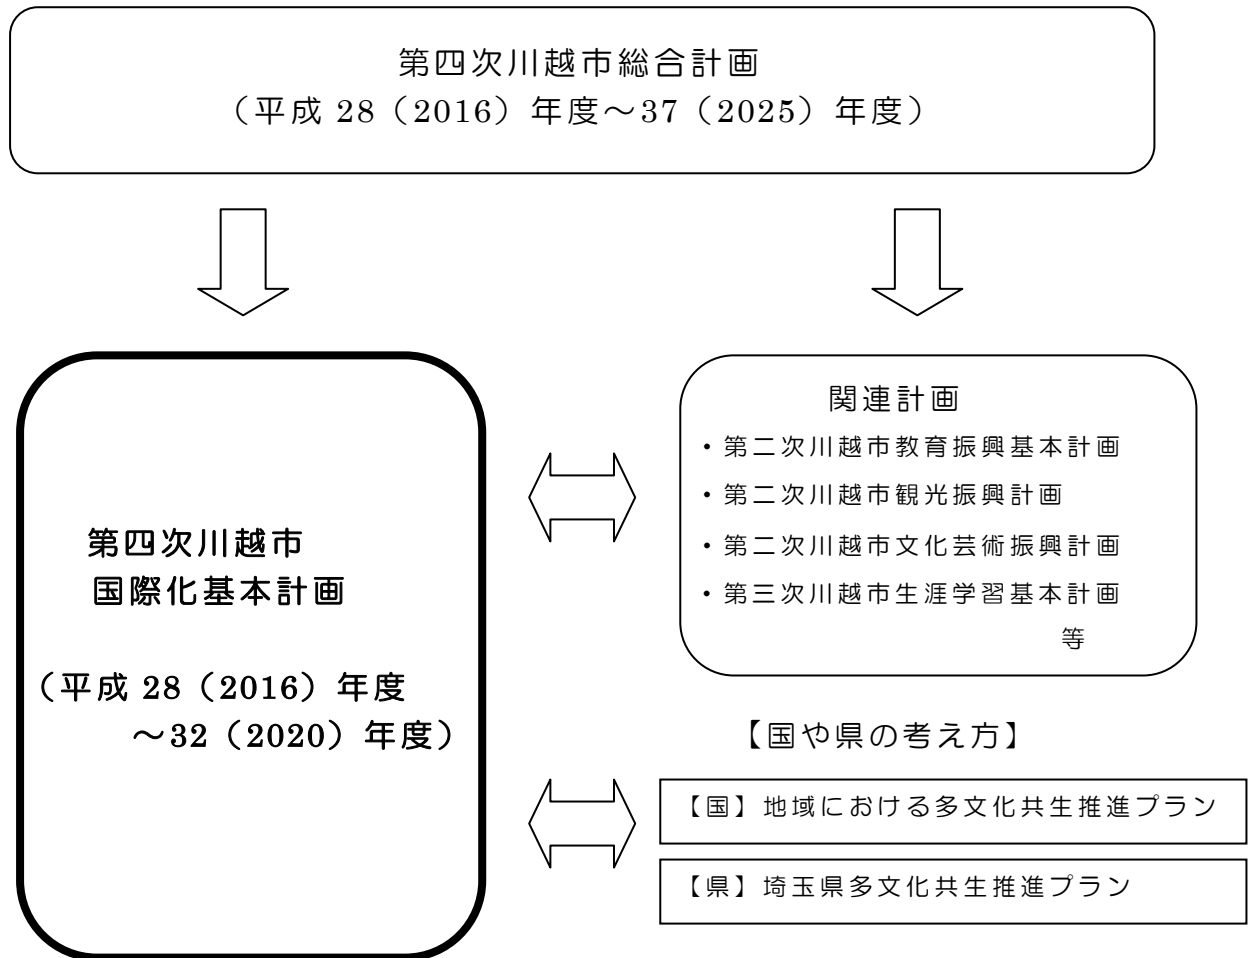 第四次川越市総合計画
（平成 28（2016）年度～37（2025）年度）
第四次川越市
国際化基本計画
（平成 28（2016）年度
～32（2020）年度）
関連計画
・第二次川越市教育振興基本計画
・第二次川越市観光振興計画
・第二次川越市文化芸術振興計画
・第三次川越市生涯学習基本計画
等
【国や県の考え方】
【国】地域における多文化共生推進プラン
【県】埼玉県多文化共生推進プラン